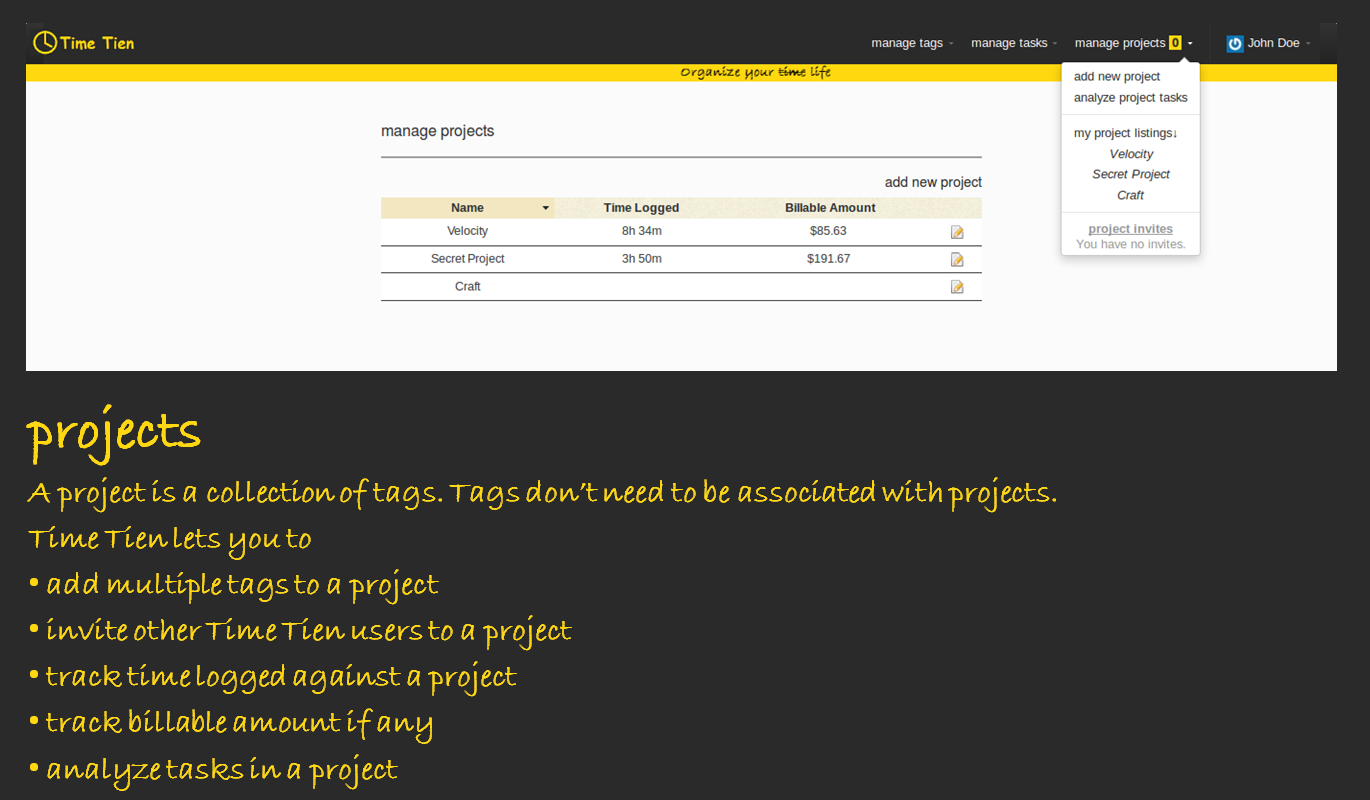 Time Tien
manage tags
manage tasks
manage projects 0
John Doe
Organize your time life
add new project
analyze project tasks
my project listings↓
Velocity
Secret Project
Craft
project invites
You have no invites.
manage projects
add new project
Name Time Logged Billable Amount
Velocity 8h 34m $85.63
Secret Project 3h 50m $191.67
Craft
projects
A project is a collection of tags. Tags don't need to be associated with projects.
Time Tien lets you to
• add multiple tags to a project
• invite other Time Tien users to a project
• track time logged against a project
• track billable amount if any
• analyze tasks in a project